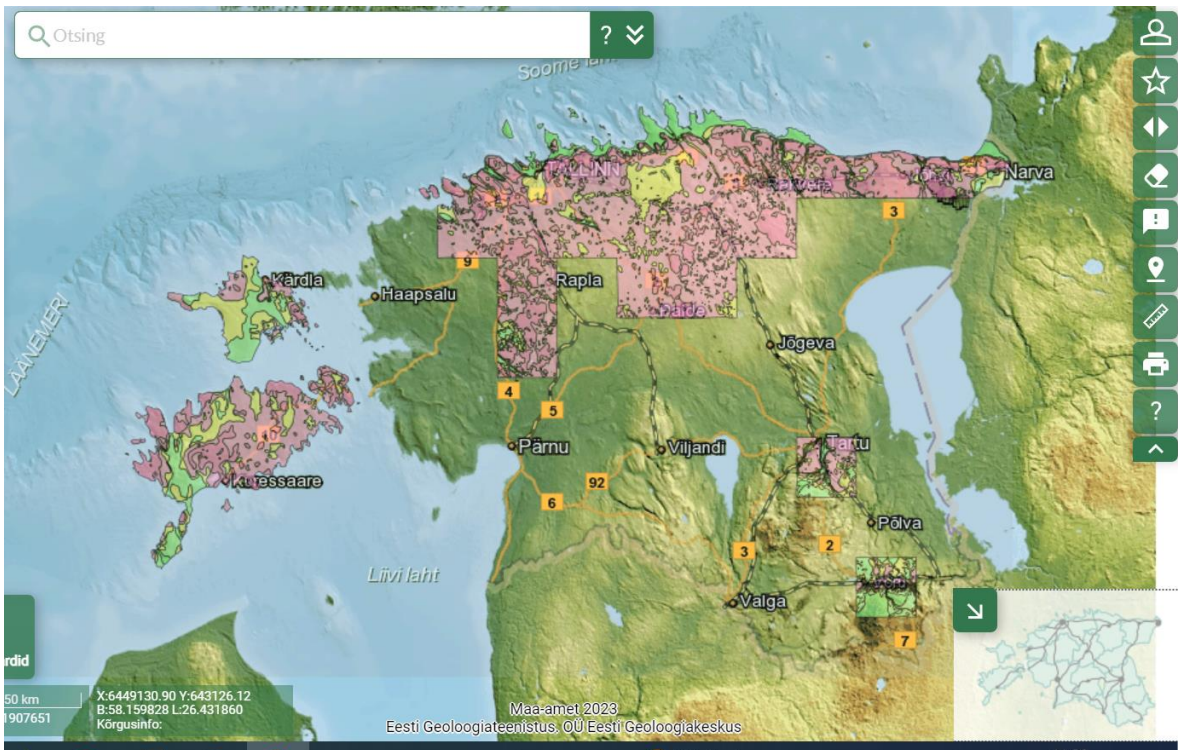 Otsing
?
Soome
TALLINN
Narva
3
9
Rapla
Kärdla
Haapsalu
Paide
LÄÄNEMERI
Jõgeva
4
5
Pärnu
Viljandi
Tartu
Kuressaare
92
6
Põlva
3
2
Liivi laht
Valga
7
?
rdid
50 km
1907651
X:6449130.90 Y:643126.12
B:58.159828 L:26.431860
Kõrgusinfo:
Maa-amet 2023
Eesti Geoloogiateenistus. OÜ Eesti Geoloogiakeskus